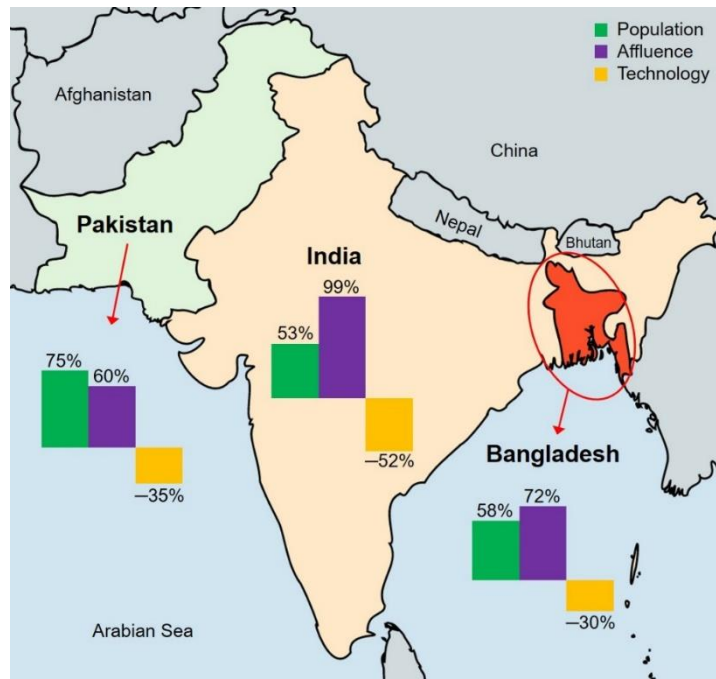 Population
Affluence
Technology
Afghanistan
China
Pakistan
Nepal
Bhutan
India
99%
53%
—52%
75%
60%
—35%
Bangladesh
58%
72%
—30%
Arabian Sea